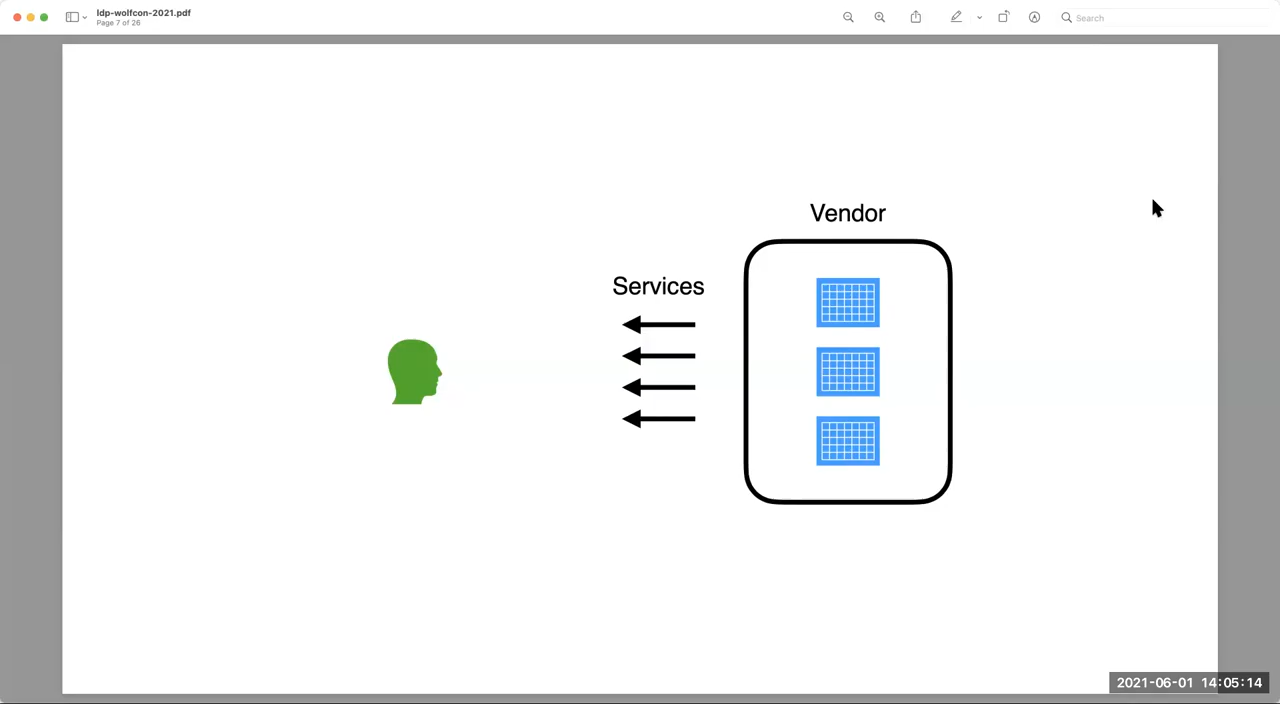 ldp-wolfcon-2021.pdf
Page 7 of 26
Search
Vendor
Services
2021-06-01 14:05:14